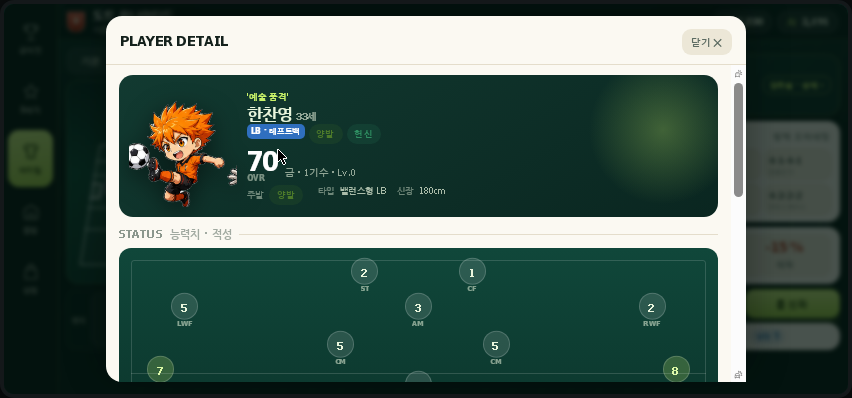 PLAYER DETAIL
닫기 ×
'예술 품격'
한찬영 33세
LB · 레프트백 양발 헌신
70
OVR
금 · 1기수 · Lv.0
주발 양발 타입 밸런스형 LB 신장 180cm
STATUS 능력치 · 적성
2 1
ST CF
5 3 2
LWF AM RWF
5 5
CM CM
7 8